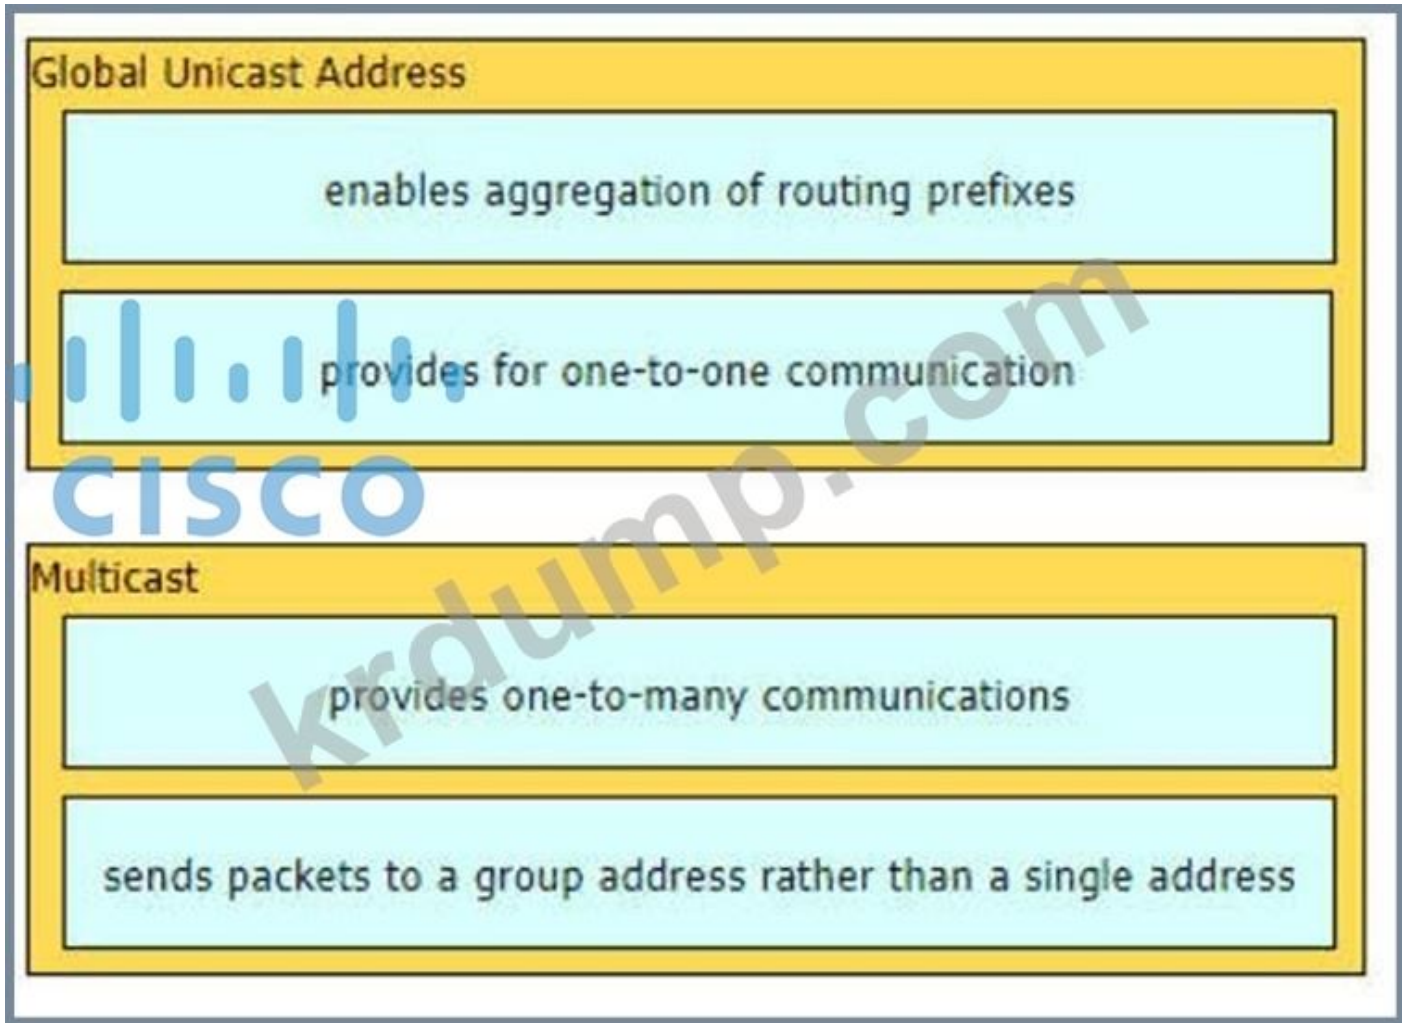 Global Unicast Address
enables aggregation of routing prefixes
provides for one-to-one communication
CISCO
Multicast
provides one-to-many communications
sends packets to a group address rather than a single address
krdump.com